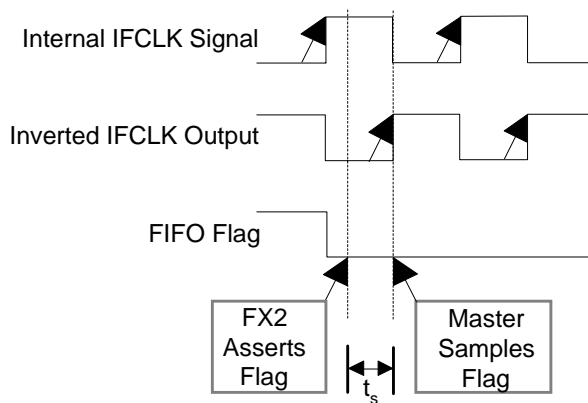 Internal IFCLK Signal
Inverted IFCLK Output
FIFO Flag
FX2
Asserts
Flag
Master
Samples
Flag
ts